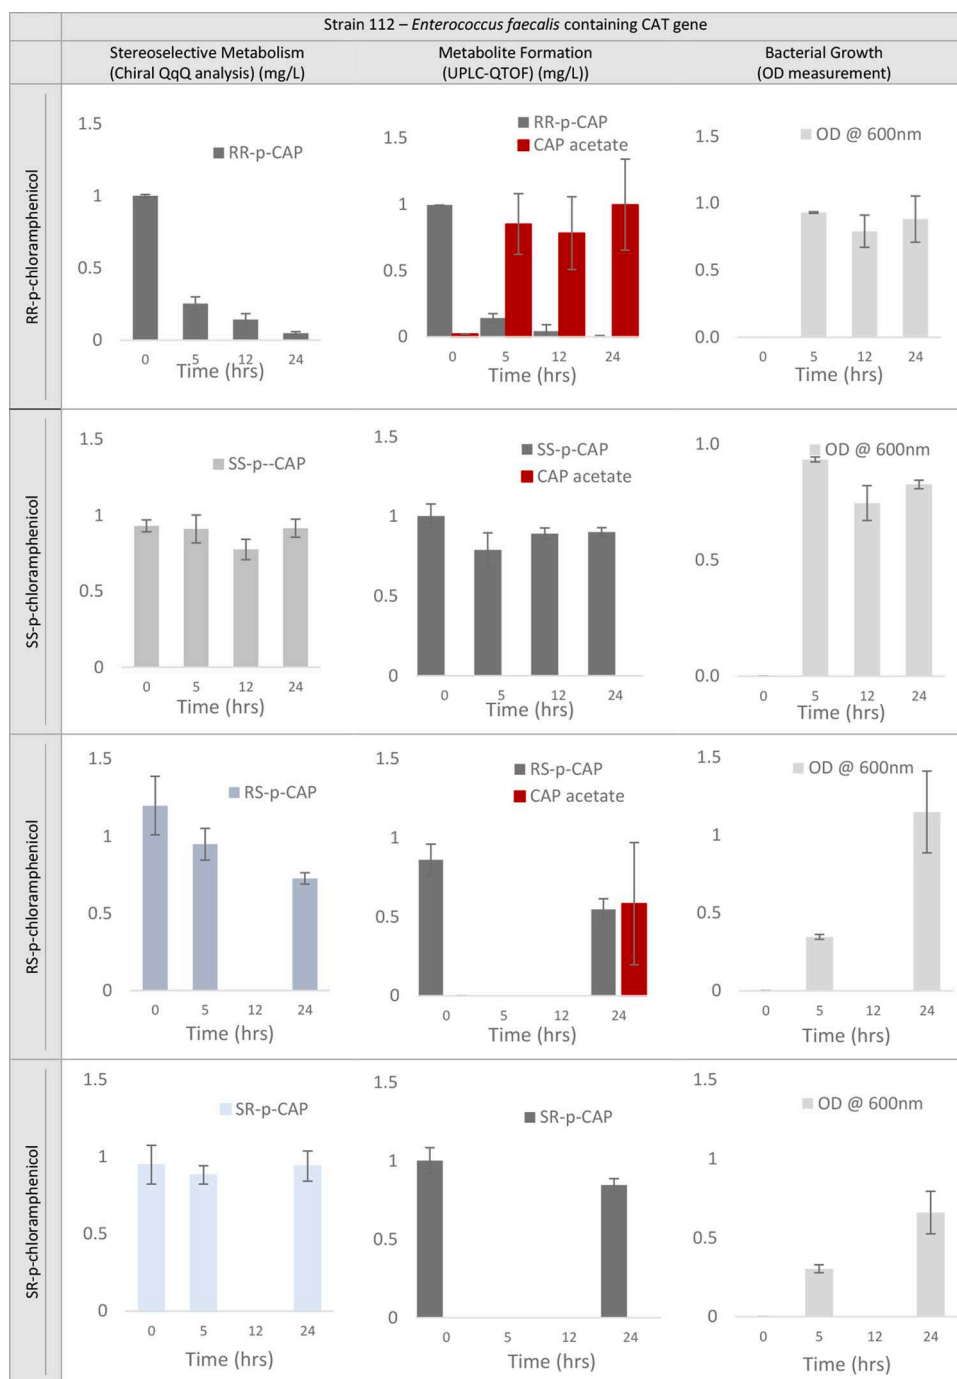 Strain 112 – Enterococcus faecalis containing CAT gene
Stereoselective Metabolism
(Chiral QqQ analysis) (mg/L)
Metabolite Formation
(UPLC-QTOF) (mg/L))
Bacterial Growth
(OD measurement)
RR-p-chloramphenicol
1.5
1
0.5
0
RR-p-CAP
0 5 12 24
Time (hrs)
1.5
1
0.5
0
RR-p-CAP
CAP acetate
0 5 12 24
Time (hrs)
1.5
1.0
0.5
0.0
OD @ 600nm
0 5 12 24
Time (hrs)
SS-p-chloramphenicol
1.5
1
0.5
0
SS-p--CAP
0 5 12 24
Time (hrs)
1.5
1
0.5
0
SS-p-CAP
CAP acetate
0 5 12 24
Time (hrs)
1.0
0.5
0.0
OD @ 600nm
0 5 12 24
Time (hrs)
RS-p-chloramphenicol
1.5
1
0.5
0
RS-p-CAP
0 5 12 24
Time (hrs)
1.5
1
0.5
0
RS-p-CAP
CAP acetate
0 5 12 24
Time (hrs)
1.5
1
0.5
0
OD @ 600nm
0 5 12 24
Time (hrs)
SR-p-chloramphenicol
1.5
1
0.5
0
SR-p-CAP
0 5 12 24
Time (hrs)
1.5
1
0.5
0
SR-p-CAP
0 5 12 24
Time (hrs)
1.5
1
0.5
0
OD @ 600nm
0 5 12 24
Time (hrs)